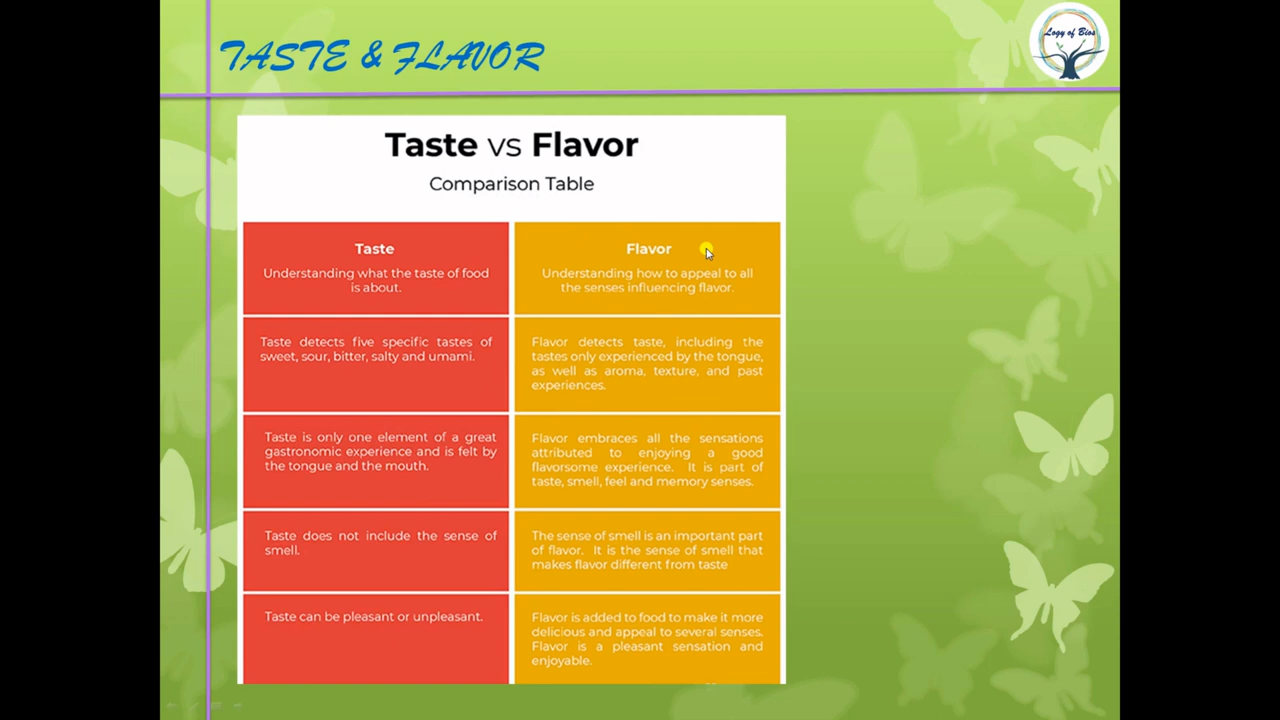 TASTE & FLAVOR
Logy of Bios
Taste vs Flavor
Comparison Table
Taste
Understanding what the taste of food
is about.
Flavor
Understanding how to appeal to all
the senses influencing flavor.
Taste detects five specific tastes of
sweet, sour, bitter, salty and umami.
Flavor detects taste, including the
tastes only experienced by the tongue,
as well as aroma, texture, and past
experiences.
Taste is only one element of a great
gastronomic experience and is felt by
the tongue and the mouth.
Flavor embraces all the sensations
attributed to enjoying a good
flavorsome experience. It is part of
taste, smell, feel and memory senses.
Taste does not include the sense of
smell.
The sense of smell is an important part
of flavor. It is the sense of smell that
makes flavor different from taste
Taste can be pleasant or unpleasant.
Flavor is added to food to make it more
delicious and appeal to several senses.
Flavor is a pleasant sensation and
enjoyable.